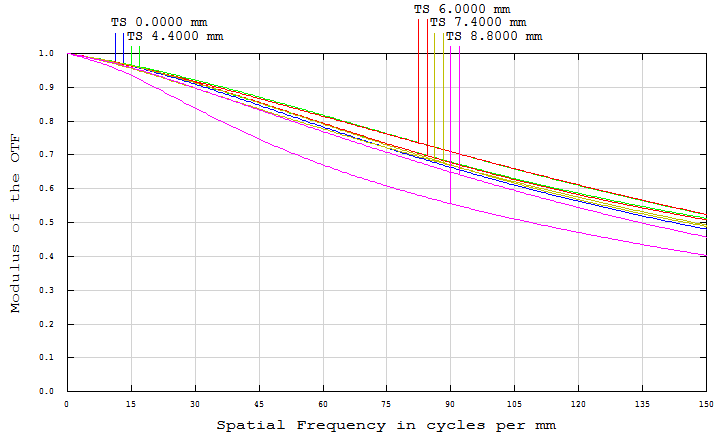 TS 0.0000 mm
TS 4.4000 mm
TS 6.0000 mm
TS 7.4000 mm
TS 8.8000 mm
1.0
0.9
0.8
0.7
0.6
0.5
0.4
0.3
0.2
0.1
0.0
Modulus of the OTF
0 15 30 45 60 75 90 105 120 135 150
Spatial Frequency in cycles per mm